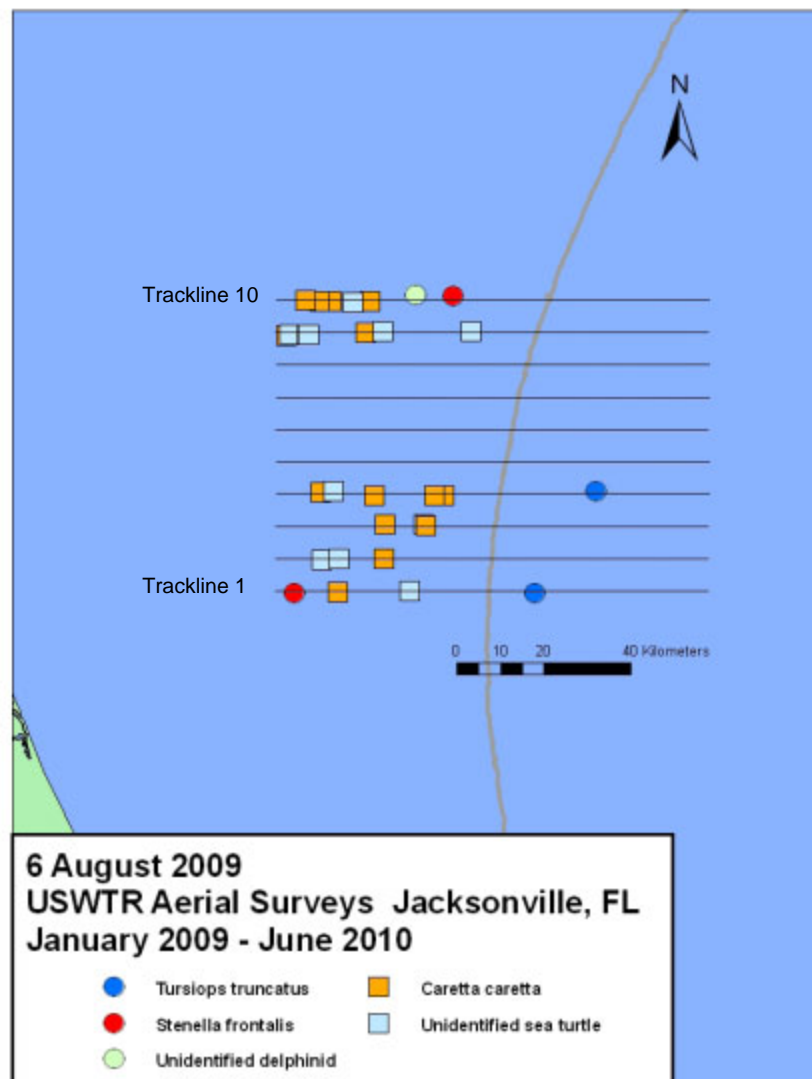 N
Trackline 10
Trackline 1
0 10 20 40 Kilometers
6 August 2009
USWTR Aerial Surveys Jacksonville, FL
January 2009 - June 2010
Tursiops truncatus
Caretta caretta
Stenella frontalis
Unidentified sea turtle
Unidentified delphinid